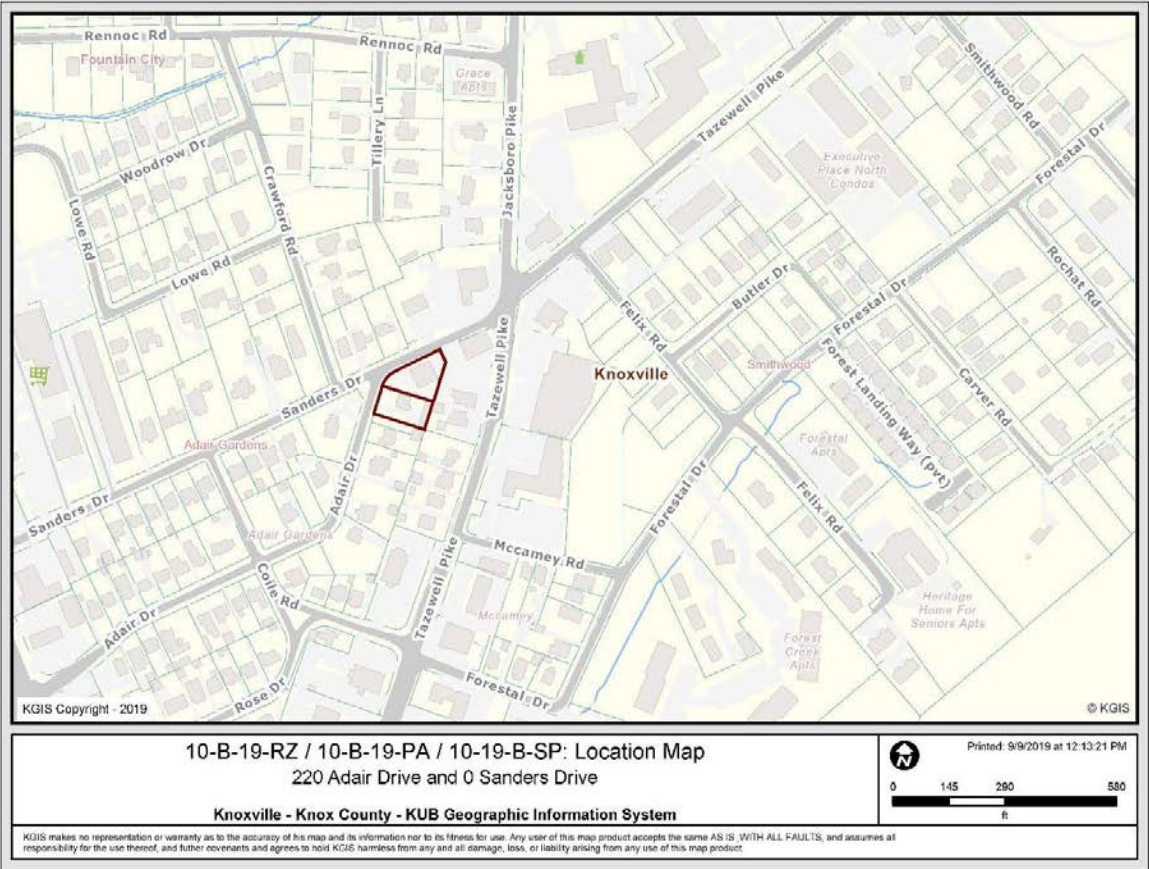 Rennoc Rd
Rennoc Rd
Fountain City
Grace
Apts
Smithwood Rd
Tazewell Pike
Tillery Ln
Jacksboro Pike
Woodrow Dr
Crawford Rd
Executive
Place North
Condos
Forestal Dr
Lowe Rd
Lowe Rd
Rochat Rd
Butler Dr
Forestal Dr
Felix Rd
Knoxville
Smithwood
Forest Landing Way (pvt)
Carver Rd
Tazewell Pike
Sanders Dr
Adair Gardens
Forestal
Apts
Adair Dr
Sanders Dr
Adair Gardens
Forestal Dr
Felix Rd
Mccamey Rd
Coile Rd
Tazewell Pike
Mccamey
Heritage
Home For
Seniors Apts
Adair Dr
Forest
Creek
Apts
Rose Dr
Forestal Dr
KGIS Copyright - 2019
© KGIS
10-B-19-RZ / 10-B-19-PA / 10-19-B-SP: Location Map
220 Adair Drive and 0 Sanders Drive
Knoxville - Knox County - KUB Geographic Information System
N
Printed: 9/9/2019 at 12:13:21 PM
0 145 290 580
ft
KGIS makes no representation or warranty as to the accuracy of his map and its information nor to its fitness for use. Any user of this map product accepts the same AS IS ,WITH ALL FAULTS, and assumes all
responsibility for the use thereof, and futher covenants and agrees to hold KGIS harmless from any and all damage, loss, or liability arising from any use of this map product.